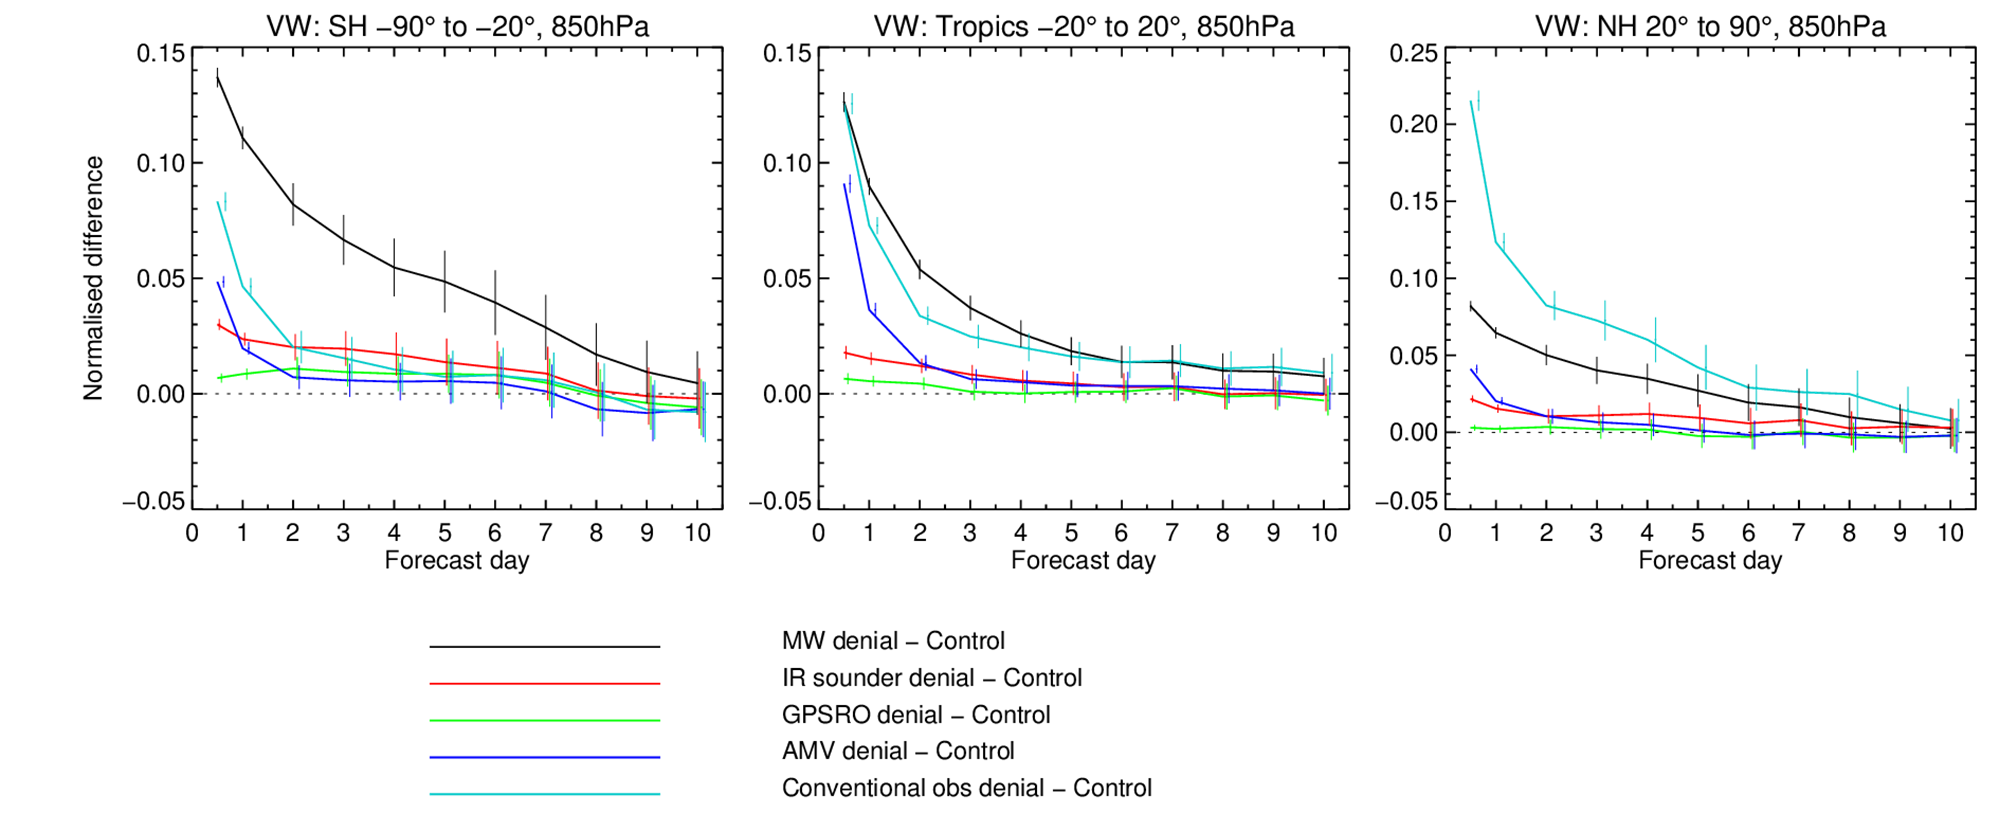 VW: SH −90° to −20°, 850hPa
VW: Tropics −20° to 20°, 850hPa
VW: NH 20° to 90°, 850hPa
Normalised difference
0.15
0.10
0.05
0.00
−0.05
0 1 2 3 4 5 6 7 8 9 10
Forecast day
0.15
0.10
0.05
0.00
−0.05
0 1 2 3 4 5 6 7 8 9 10
Forecast day
0.25
0.20
0.15
0.10
0.05
0.00
−0.05
0 1 2 3 4 5 6 7 8 9 10
Forecast day
MW denial − Control
IR sounder denial − Control
GPSRO denial − Control
AMV denial − Control
Conventional obs denial − Control